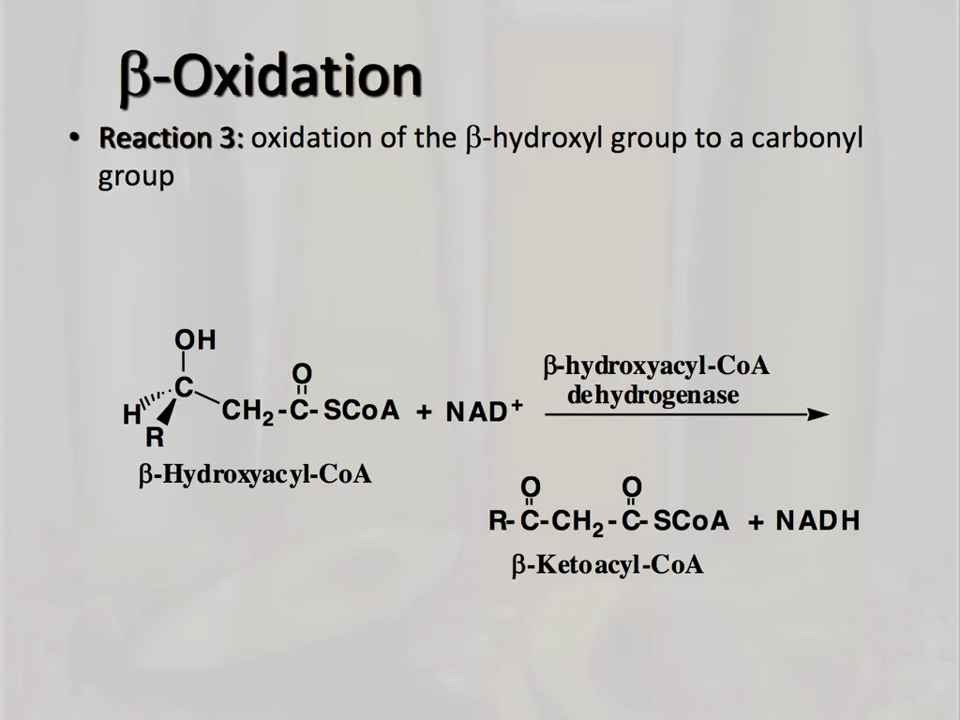 β-Oxidation
• Reaction 3: oxidation of the β-hydroxyl group to a carbonyl
group
OH
C
O
H
R
CH₂-C-SCoA + NAD⁺
β-hydroxyacyl-CoA
dehydrogenase
β-Hydroxyacyl-CoA
O O
R-C-CH₂-C-SCoA + NADH
β-Ketoacyl-CoA